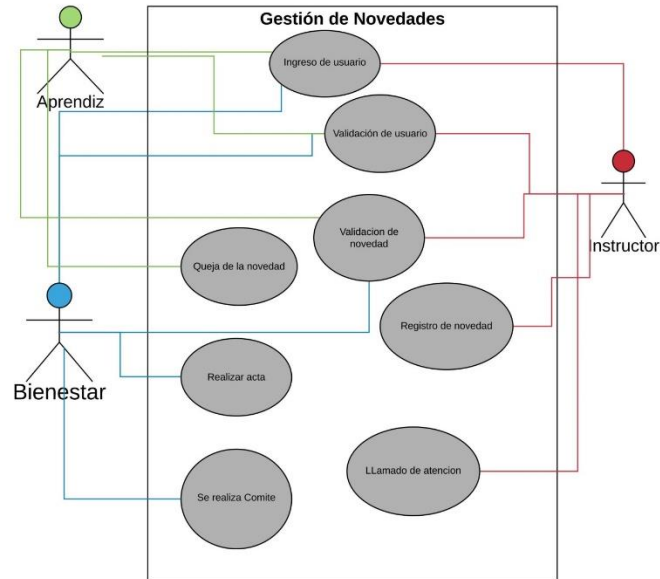 Gestión de Novedades
Ingreso de usuario
Aprendiz
Validación de usuario
Validacion de
novedad
Instructor
Queja de la novedad
Registro de novedad
Bienestar
Realizar acta
LLamado de atencion
Se realiza Comite